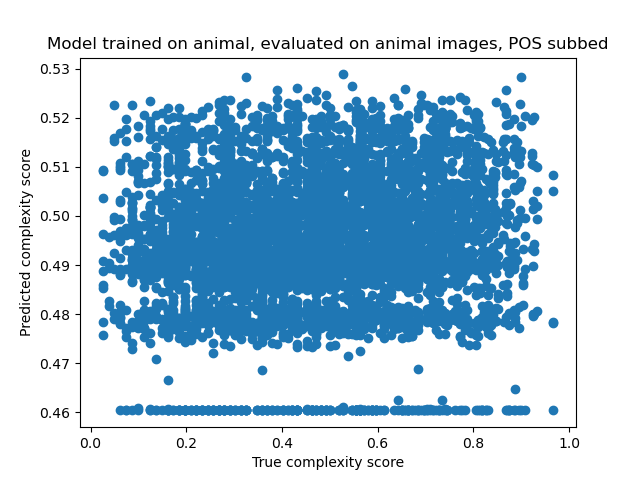 Model trained on animal, evaluated on animal images, POS subbed
0.53
0.52
0.51
0.50
0.49
0.48
0.47
0.46
Predicted complexity score
0.0 0.2 0.4 0.6 0.8 1.0
True complexity score